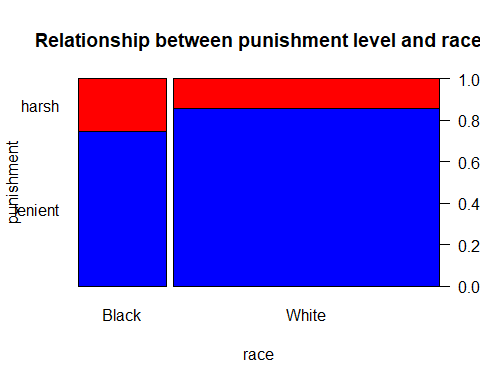 Relationship between punishment level and race
harsh
lenient
punishment
1.0
0.8
0.6
0.4
0.2
0.0
Black
White
race